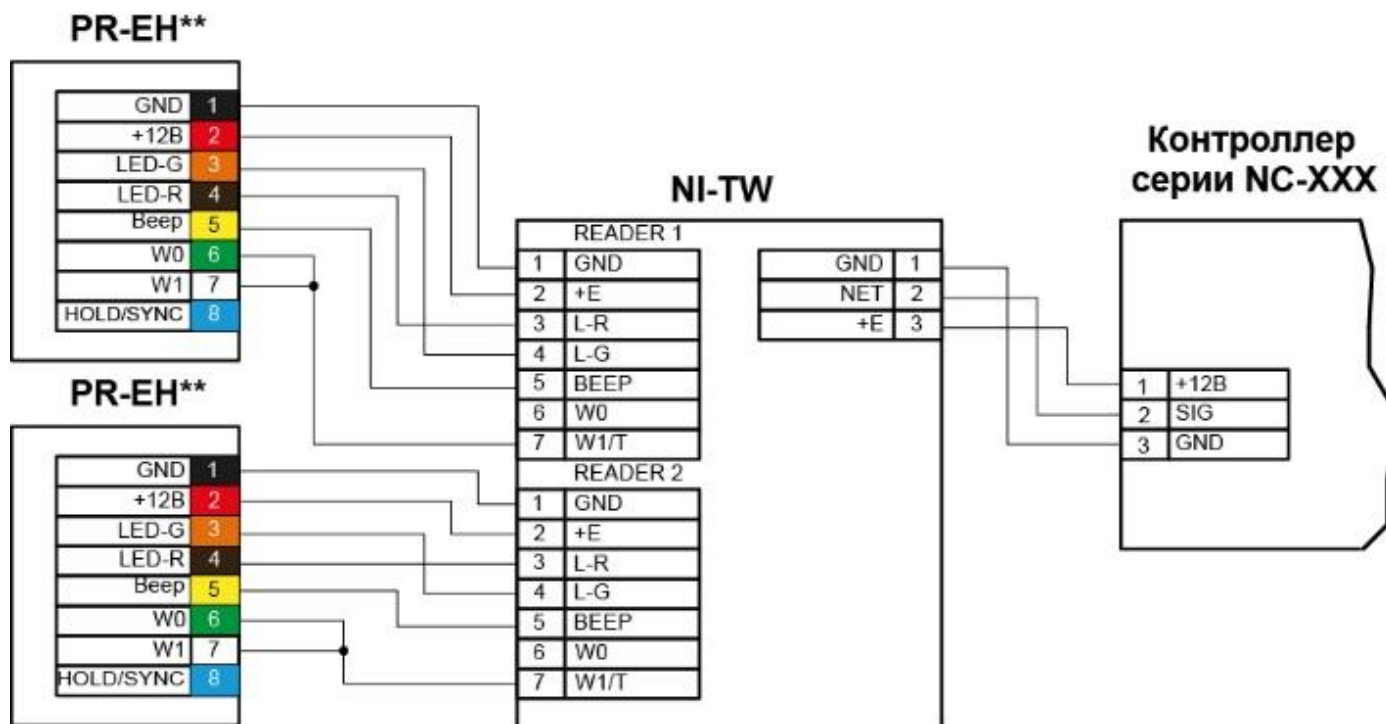 PR-EH**
GND 1
+12В 2
LED-G 3
LED-R 4
Beep 5
W0 6
W1 7
HOLD/SYNC 8
PR-EH**
GND 1
+12В 2
LED-G 3
LED-R 4
Beep 5
W0 6
W1 7
HOLD/SYNC 8
NI-TW
READER 1
1 GND
2 +E
3 L-R
4 L-G
5 BEEP
6 W0
7 W1/T
READER 2
1 GND
2 +E
3 L-R
4 L-G
5 BEEP
6 W0
7 W1/T
GND 1
NET 2
+E 3
Контроллер
серии NC-XXX
1 +12В
2 SIG
3 GND